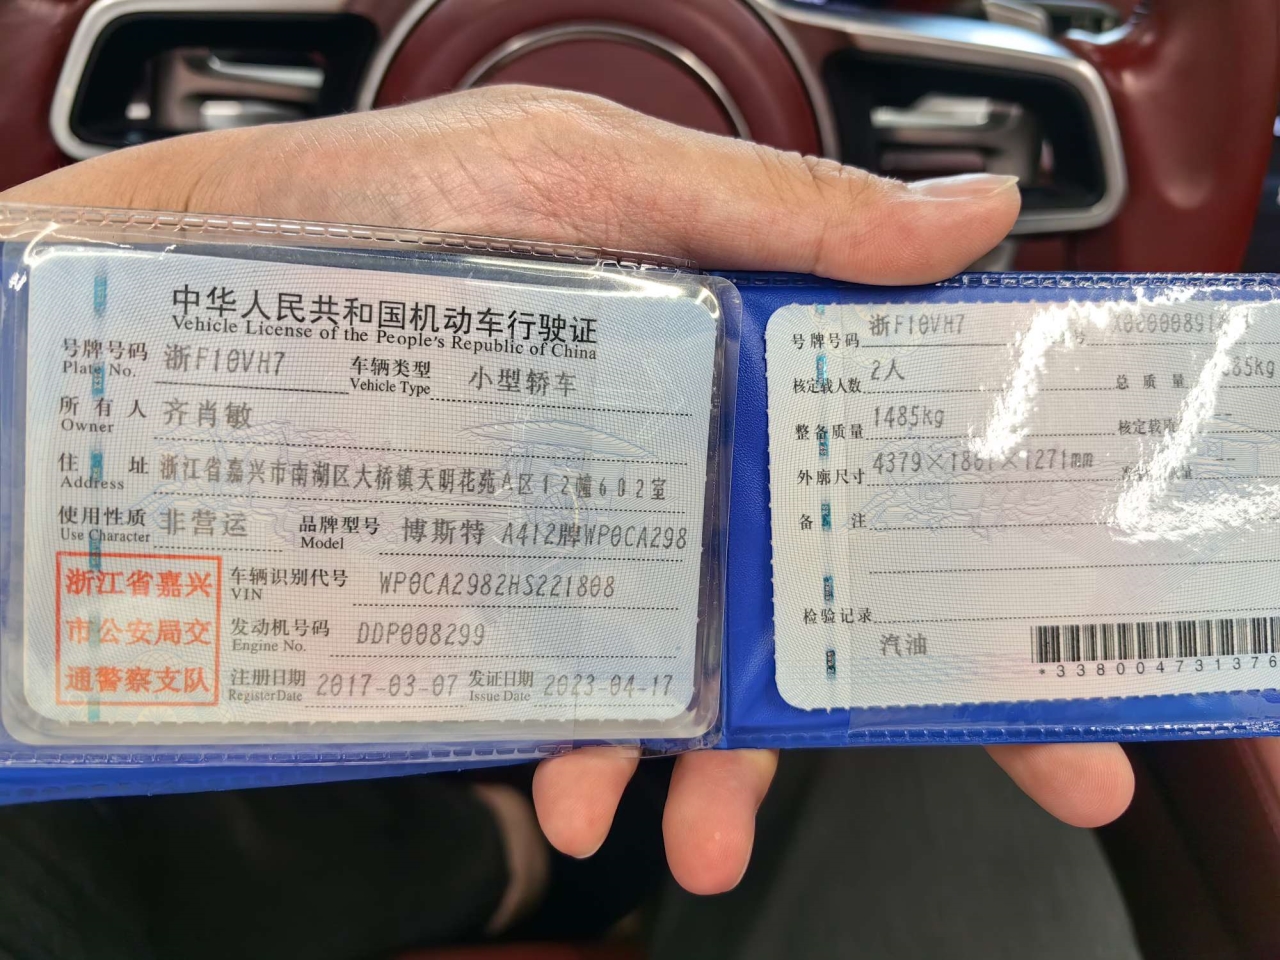 中华人民共和国机动车行驶证
Vehicle License of the People's Republic of China
号牌号码 浙F10VH7 车辆类型 小型轿车
Plate No. Vehicle Type
所有人 齐肖敏
Owner
住址 浙江省嘉兴市南湖区大桥镇天明花苑A区12幢602室
Address
使用性质 非营运 品牌型号 博斯特 A412牌WP0CA298
Use Character Model
浙江省嘉兴
市公安局交
通警察支队
车辆识别代号 WP0CA2982HS221808
VIN
发动机号码 DDP008299
Engine No.
注册日期 2017-03-07 发证日期 2023-04-17
Register Date Issue Date
号牌号码 浙F10VH7 号
核定载人数 2人 总质量 85kg
整备质量 1485kg 核定载
外廓尺寸 4379×1801×1271mm
备注
检验记录
汽油
*338004731376